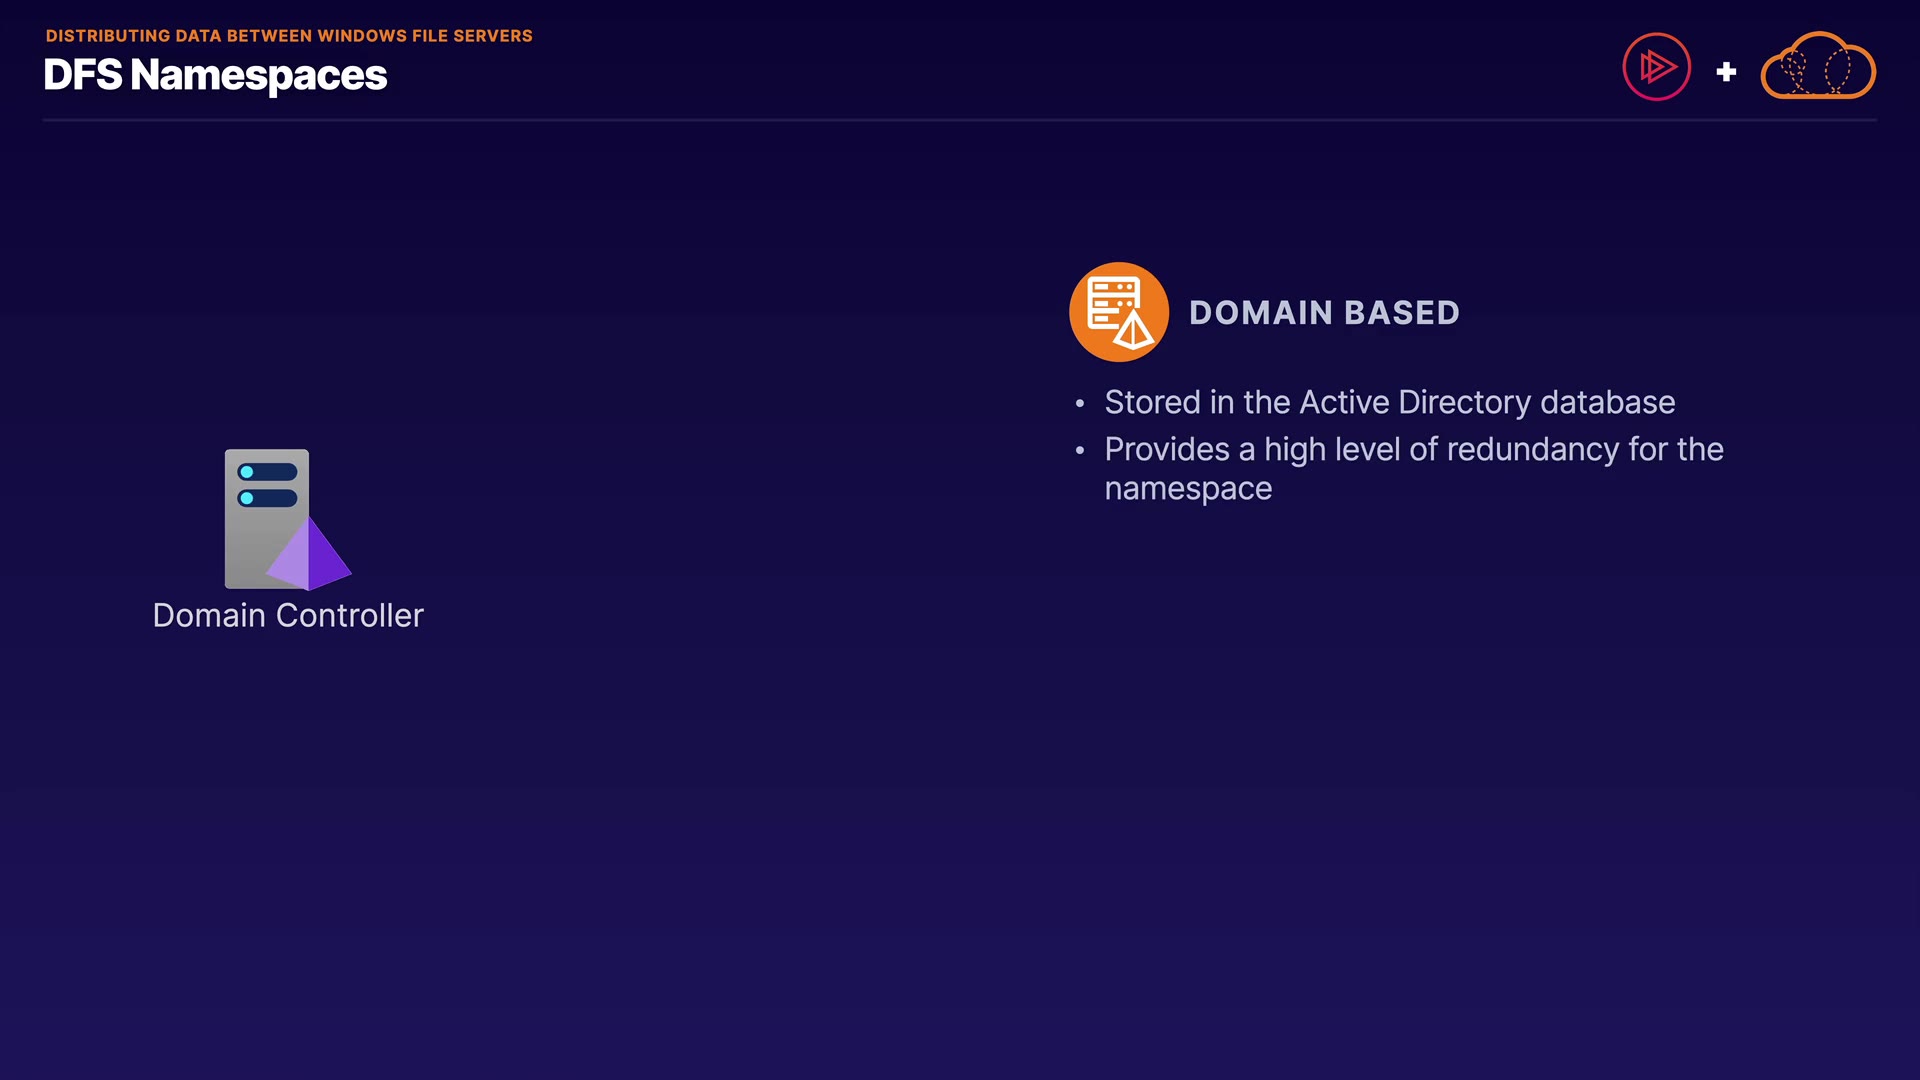 DISTRIBUTING DATA BETWEEN WINDOWS FILE SERVERS
DFS Namespaces
DOMAIN BASED
• Stored in the Active Directory database
• Provides a high level of redundancy for the
namespace
Domain Controller